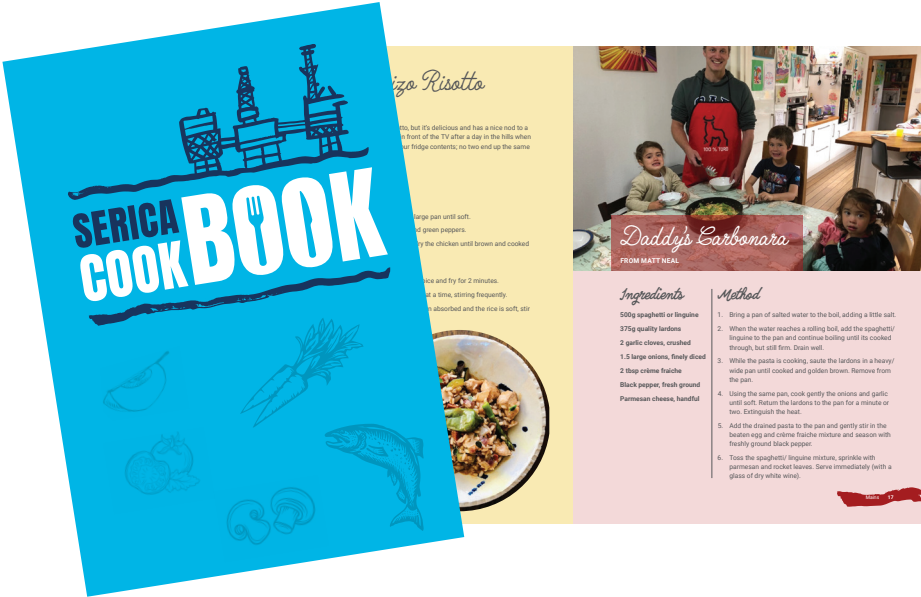 SERICA
COOK
BOOK
izo Risotto
tto, but it's delicious and has a nice nod to a
n front of the TV after a day in the hills when
ur fridge contents; no two end up the same
large pan until soft.
d green peppers.
ry the chicken until brown and cooked
pice and fry for 2 minutes.
at a time, stirring frequently.
n absorbed and the rice is soft, stir
100% TORO
Daddy's Carbonara
FROM MATT NEAL
Ingredients
500g spaghetti or linguine
375g quality lardons
2 garlic cloves, crushed
1.5 large onions, finely diced
2 tbsp crème fraiche
Black pepper, fresh ground
Parmesan cheese, handful
Method
1. Bring a pan of salted water to the boil, adding a little salt.
2. When the water reaches a rolling boil, add the spaghetti/
linguine to the pan and continue boiling until its cooked
through, but still firm. Drain well.
3. While the pasta is cooking, saute the lardons in a heavy/
wide pan until cooked and golden brown. Remove from
the pan.
4. Using the same pan, cook gently the onions and garlic
until soft. Return the lardons to the pan for a minute or
two. Extinguish the heat.
5. Add the drained pasta to the pan and gently stir in the
beaten egg and crème fraiche mixture and season with
freshly ground black pepper.
6. Toss the spaghetti/ linguine mixture, sprinkle with
parmesan and rocket leaves. Serve immediately (with a
glass of dry white wine).
Mains 17